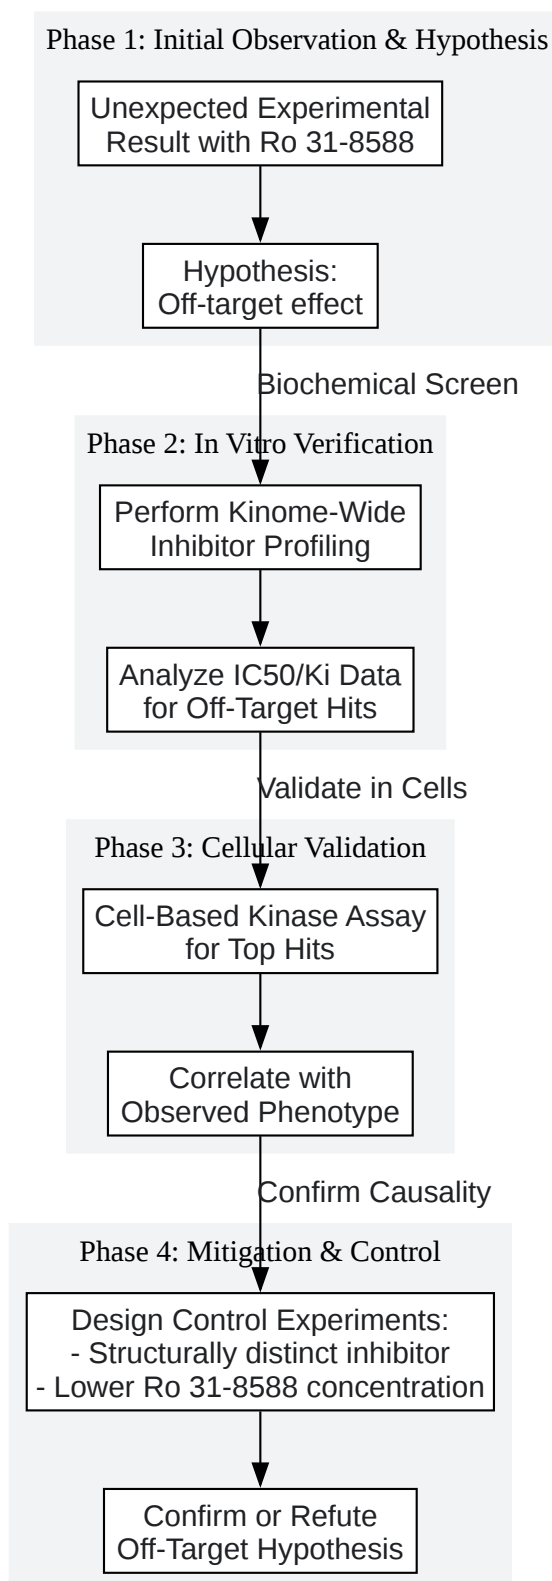 Phase 1: Initial Observation & Hypothesis
Unexpected Experimental
Result with Ro 31-8588
Hypothesis:
Off-target effect
Biochemical Screen
Phase 2: In Vitro Verification
Perform Kinome-Wide
Inhibitor Profiling
Analyze IC50/Ki Data
for Off-Target Hits
Validate in Cells
Phase 3: Cellular Validation
Cell-Based Kinase Assay
for Top Hits
Correlate with
Observed Phenotype
Confirm Causality
Phase 4: Mitigation & Control
Design Control Experiments:
- Structurally distinct inhibitor
- Lower Ro 31-8588 concentration
Confirm or Refute
Off-Target Hypothesis